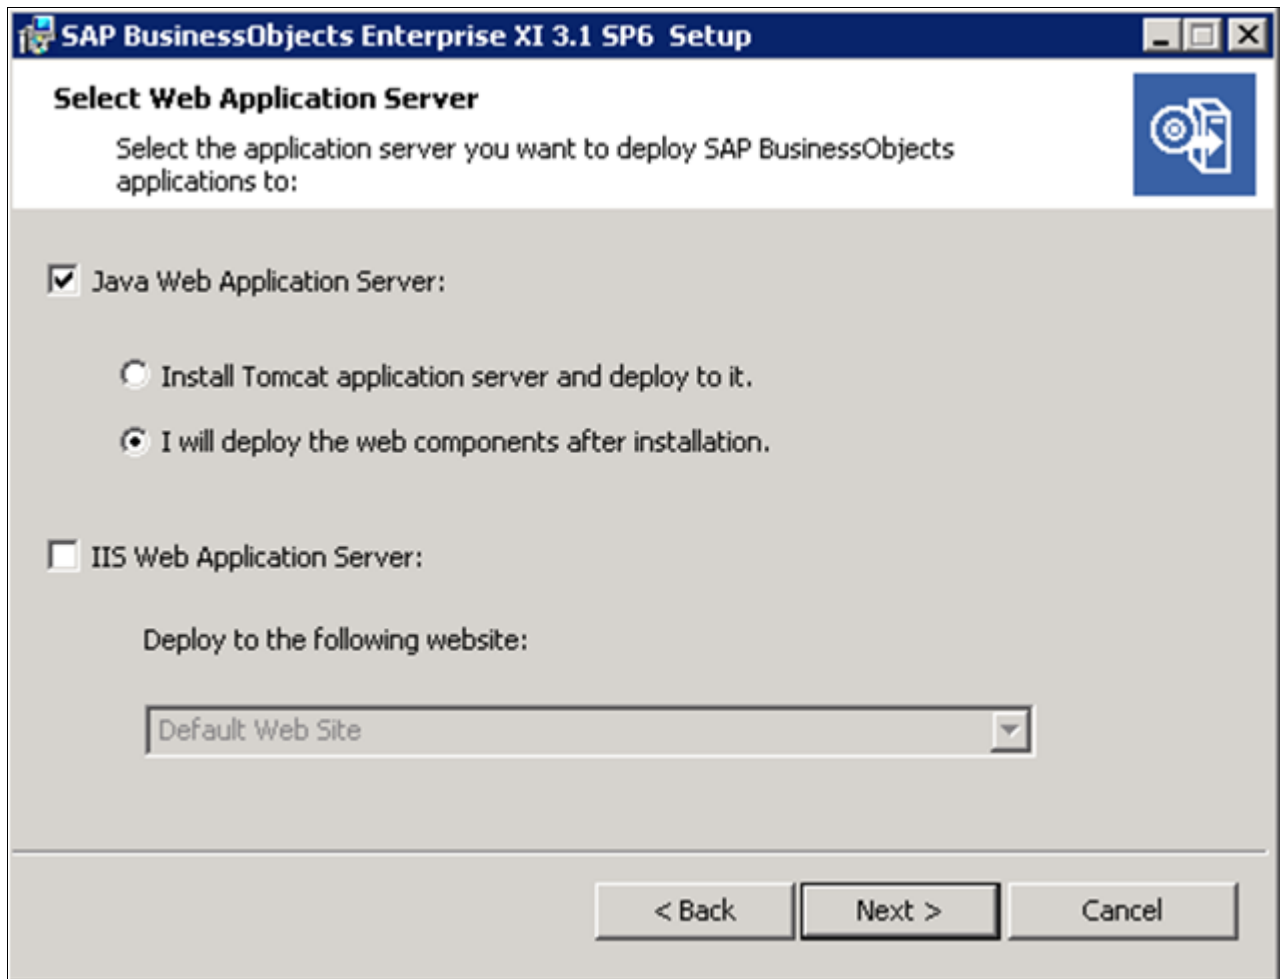 SAP BusinessObjects Enterprise XI 3.1 SP6 Setup
Select Web Application Server
Select the application server you want to deploy SAP BusinessObjects
applications to:
Java Web Application Server:
Install Tomcat application server and deploy to it.
I will deploy the web components after installation.
IIS Web Application Server:
Deploy to the following website:
Default Web Site
< Back Next > Cancel